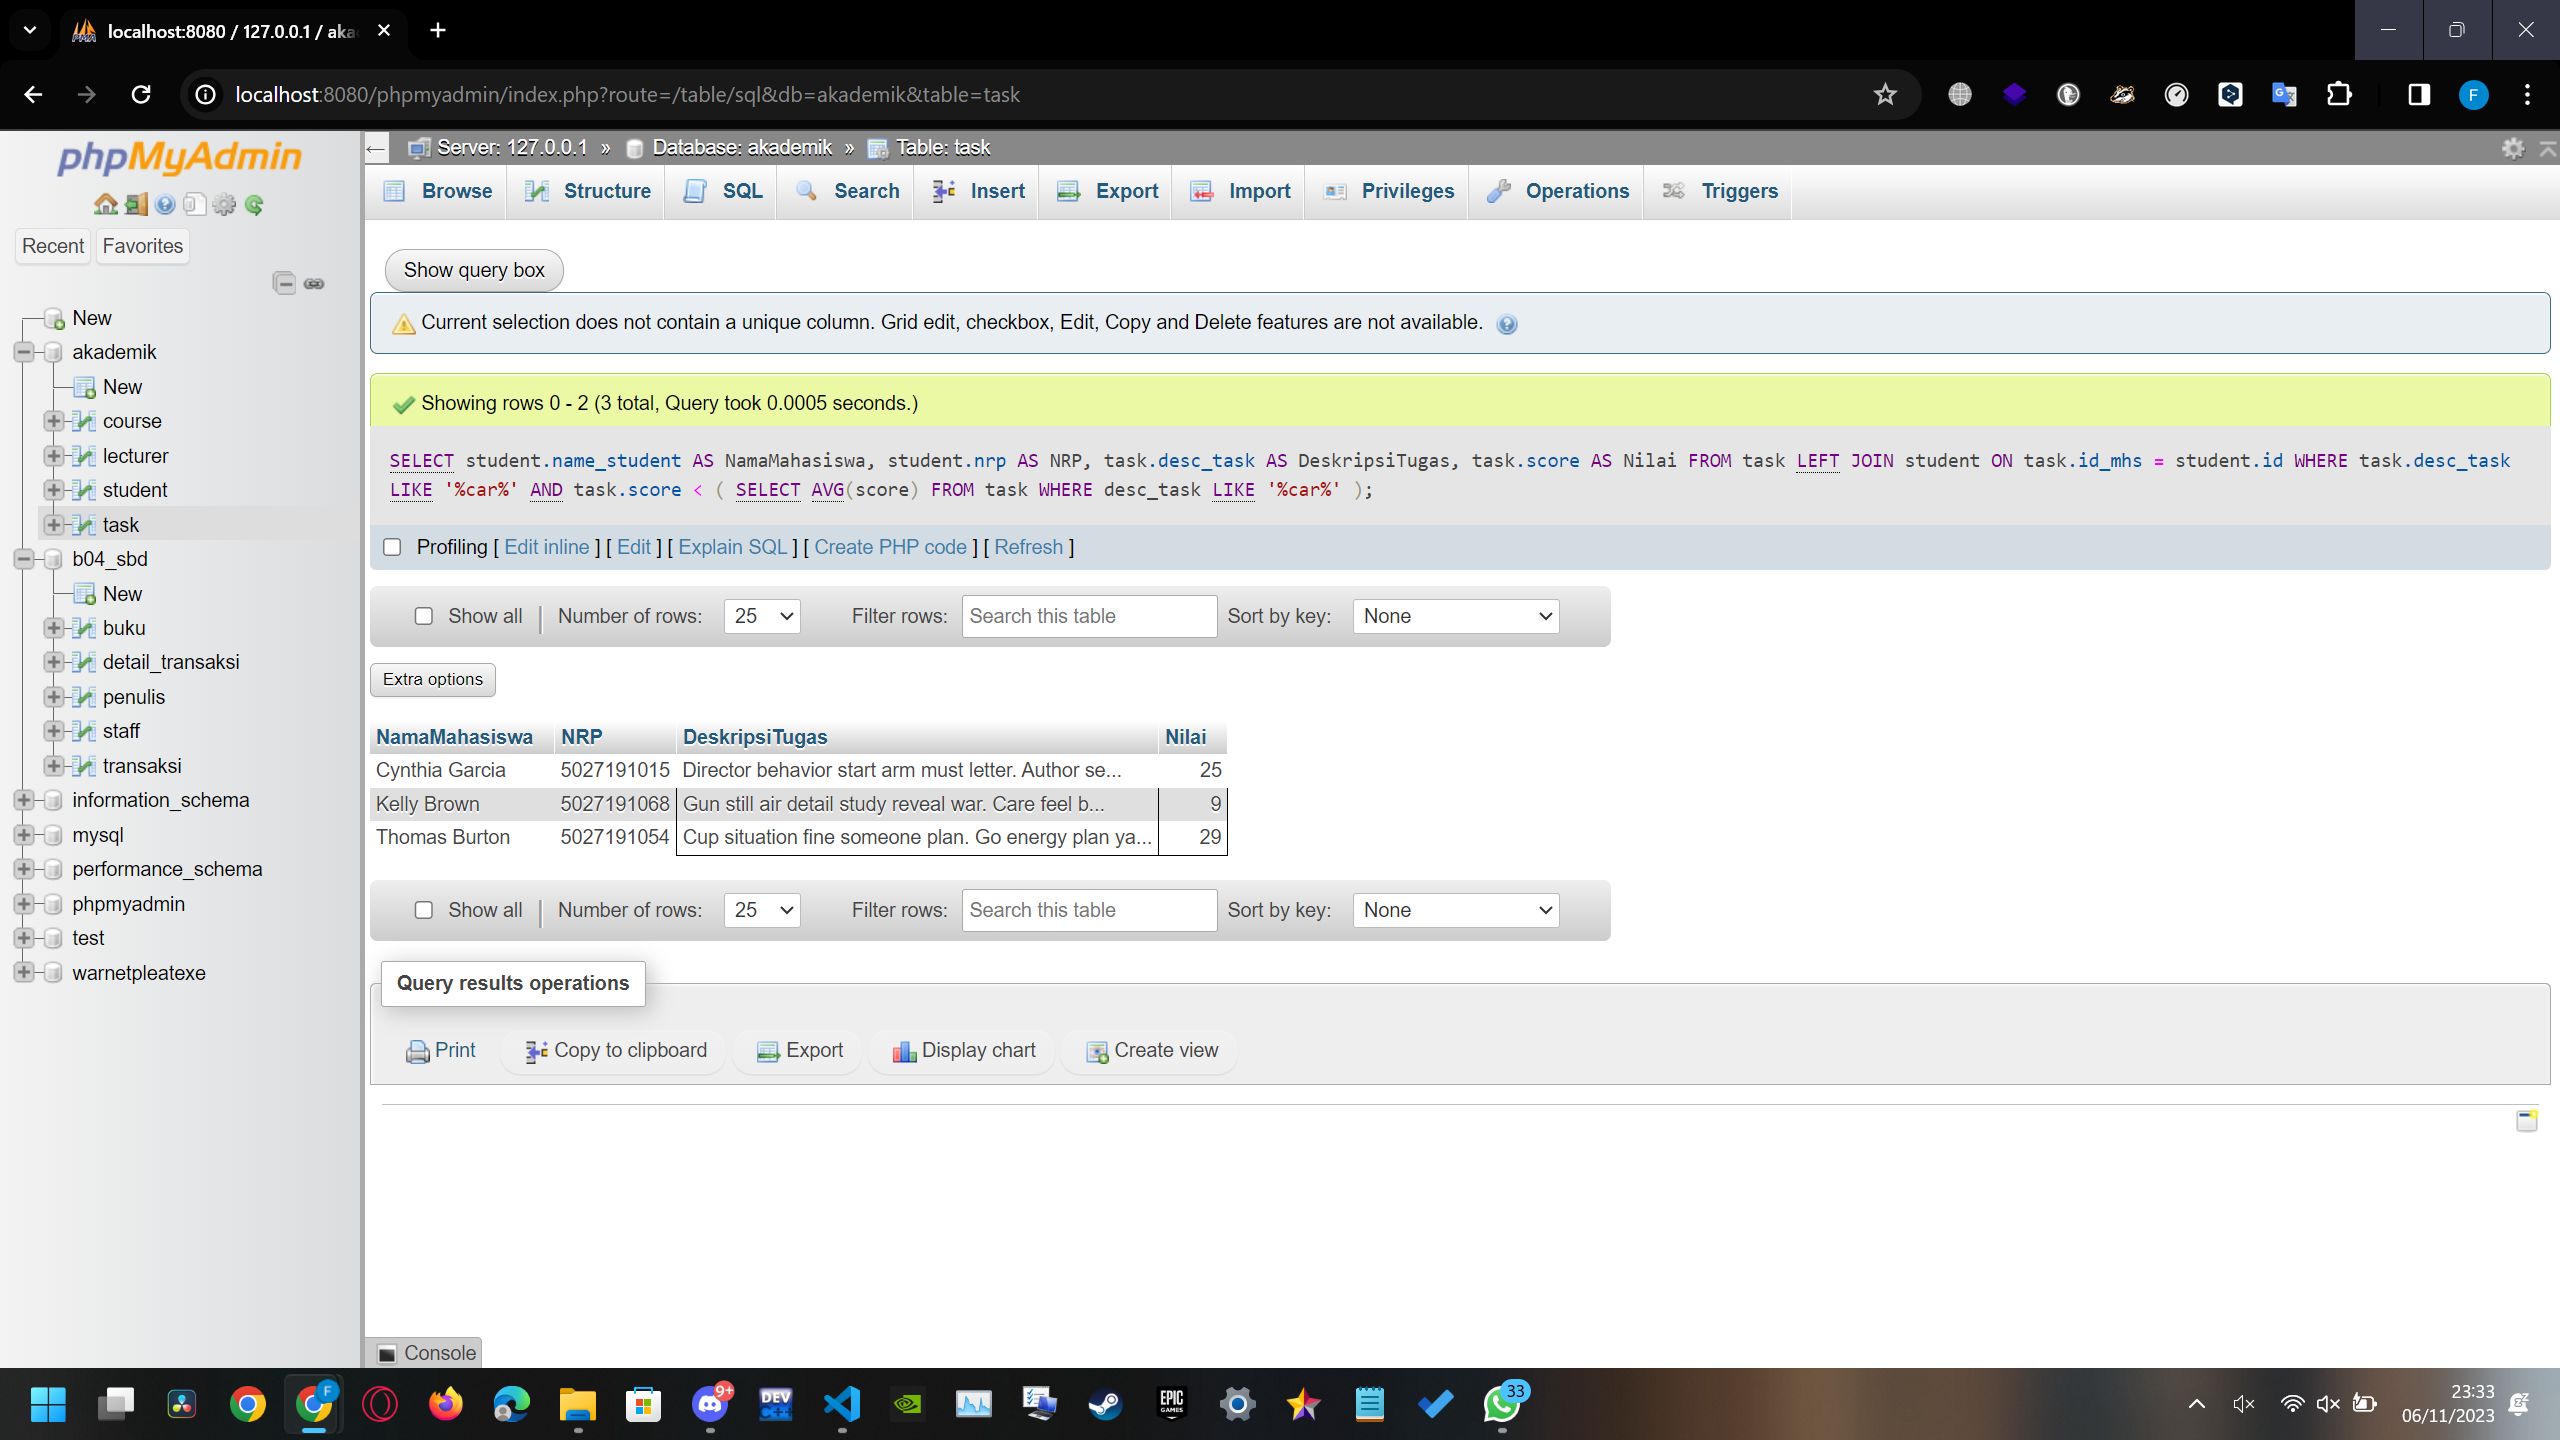 localhost:8080 / 127.0.0.1 / aka
localhost:8080/phpmyadmin/index.php?route=/table/sql&db=akademik&table=task
F
phpMyAdmin
Recent Favorites
New
akademik
New
course
lecturer
student
task
b04_sbd
New
buku
detail_transaksi
penulis
staff
transaksi
information_schema
mysql
performance_schema
phpmyadmin
test
warnetpleatexe
Server: 127.0.0.1 » Database: akademik » Table: task
Browse Structure SQL Search Insert Export Import Privileges Operations Triggers
Show query box
Current selection does not contain a unique column. Grid edit, checkbox, Edit, Copy and Delete features are not available.
Showing rows 0 - 2 (3 total, Query took 0.0005 seconds.)
SELECT student.name_student AS NamaMahasiswa, student.nrp AS NRP, task.desc_task AS DeskripsiTugas, task.score AS Nilai FROM task LEFT JOIN student ON task.id_mhs = student.id WHERE task.desc_task
LIKE '%car%' AND task.score < ( SELECT AVG(score) FROM task WHERE desc_task LIKE '%car%' );
Profiling [ Edit inline ] [ Edit ] [ Explain SQL ] [ Create PHP code ] [ Refresh ]
Show all | Number of rows: 25 Filter rows: Search this table Sort by key: None
Extra options
NamaMahasiswa NRP DeskripsiTugas Nilai
Cynthia Garcia 5027191015 Director behavior start arm must letter. Author se... 25
Kelly Brown 5027191068 Gun still air detail study reveal war. Care feel b... 9
Thomas Burton 5027191054 Cup situation fine someone plan. Go energy plan ya... 29
Show all | Number of rows: 25 Filter rows: Search this table Sort by key: None
Query results operations
Print Copy to clipboard Export Display chart Create view
Console
F 9+ DEV C++ EPIC GAMES 33
23:33
06/11/2023